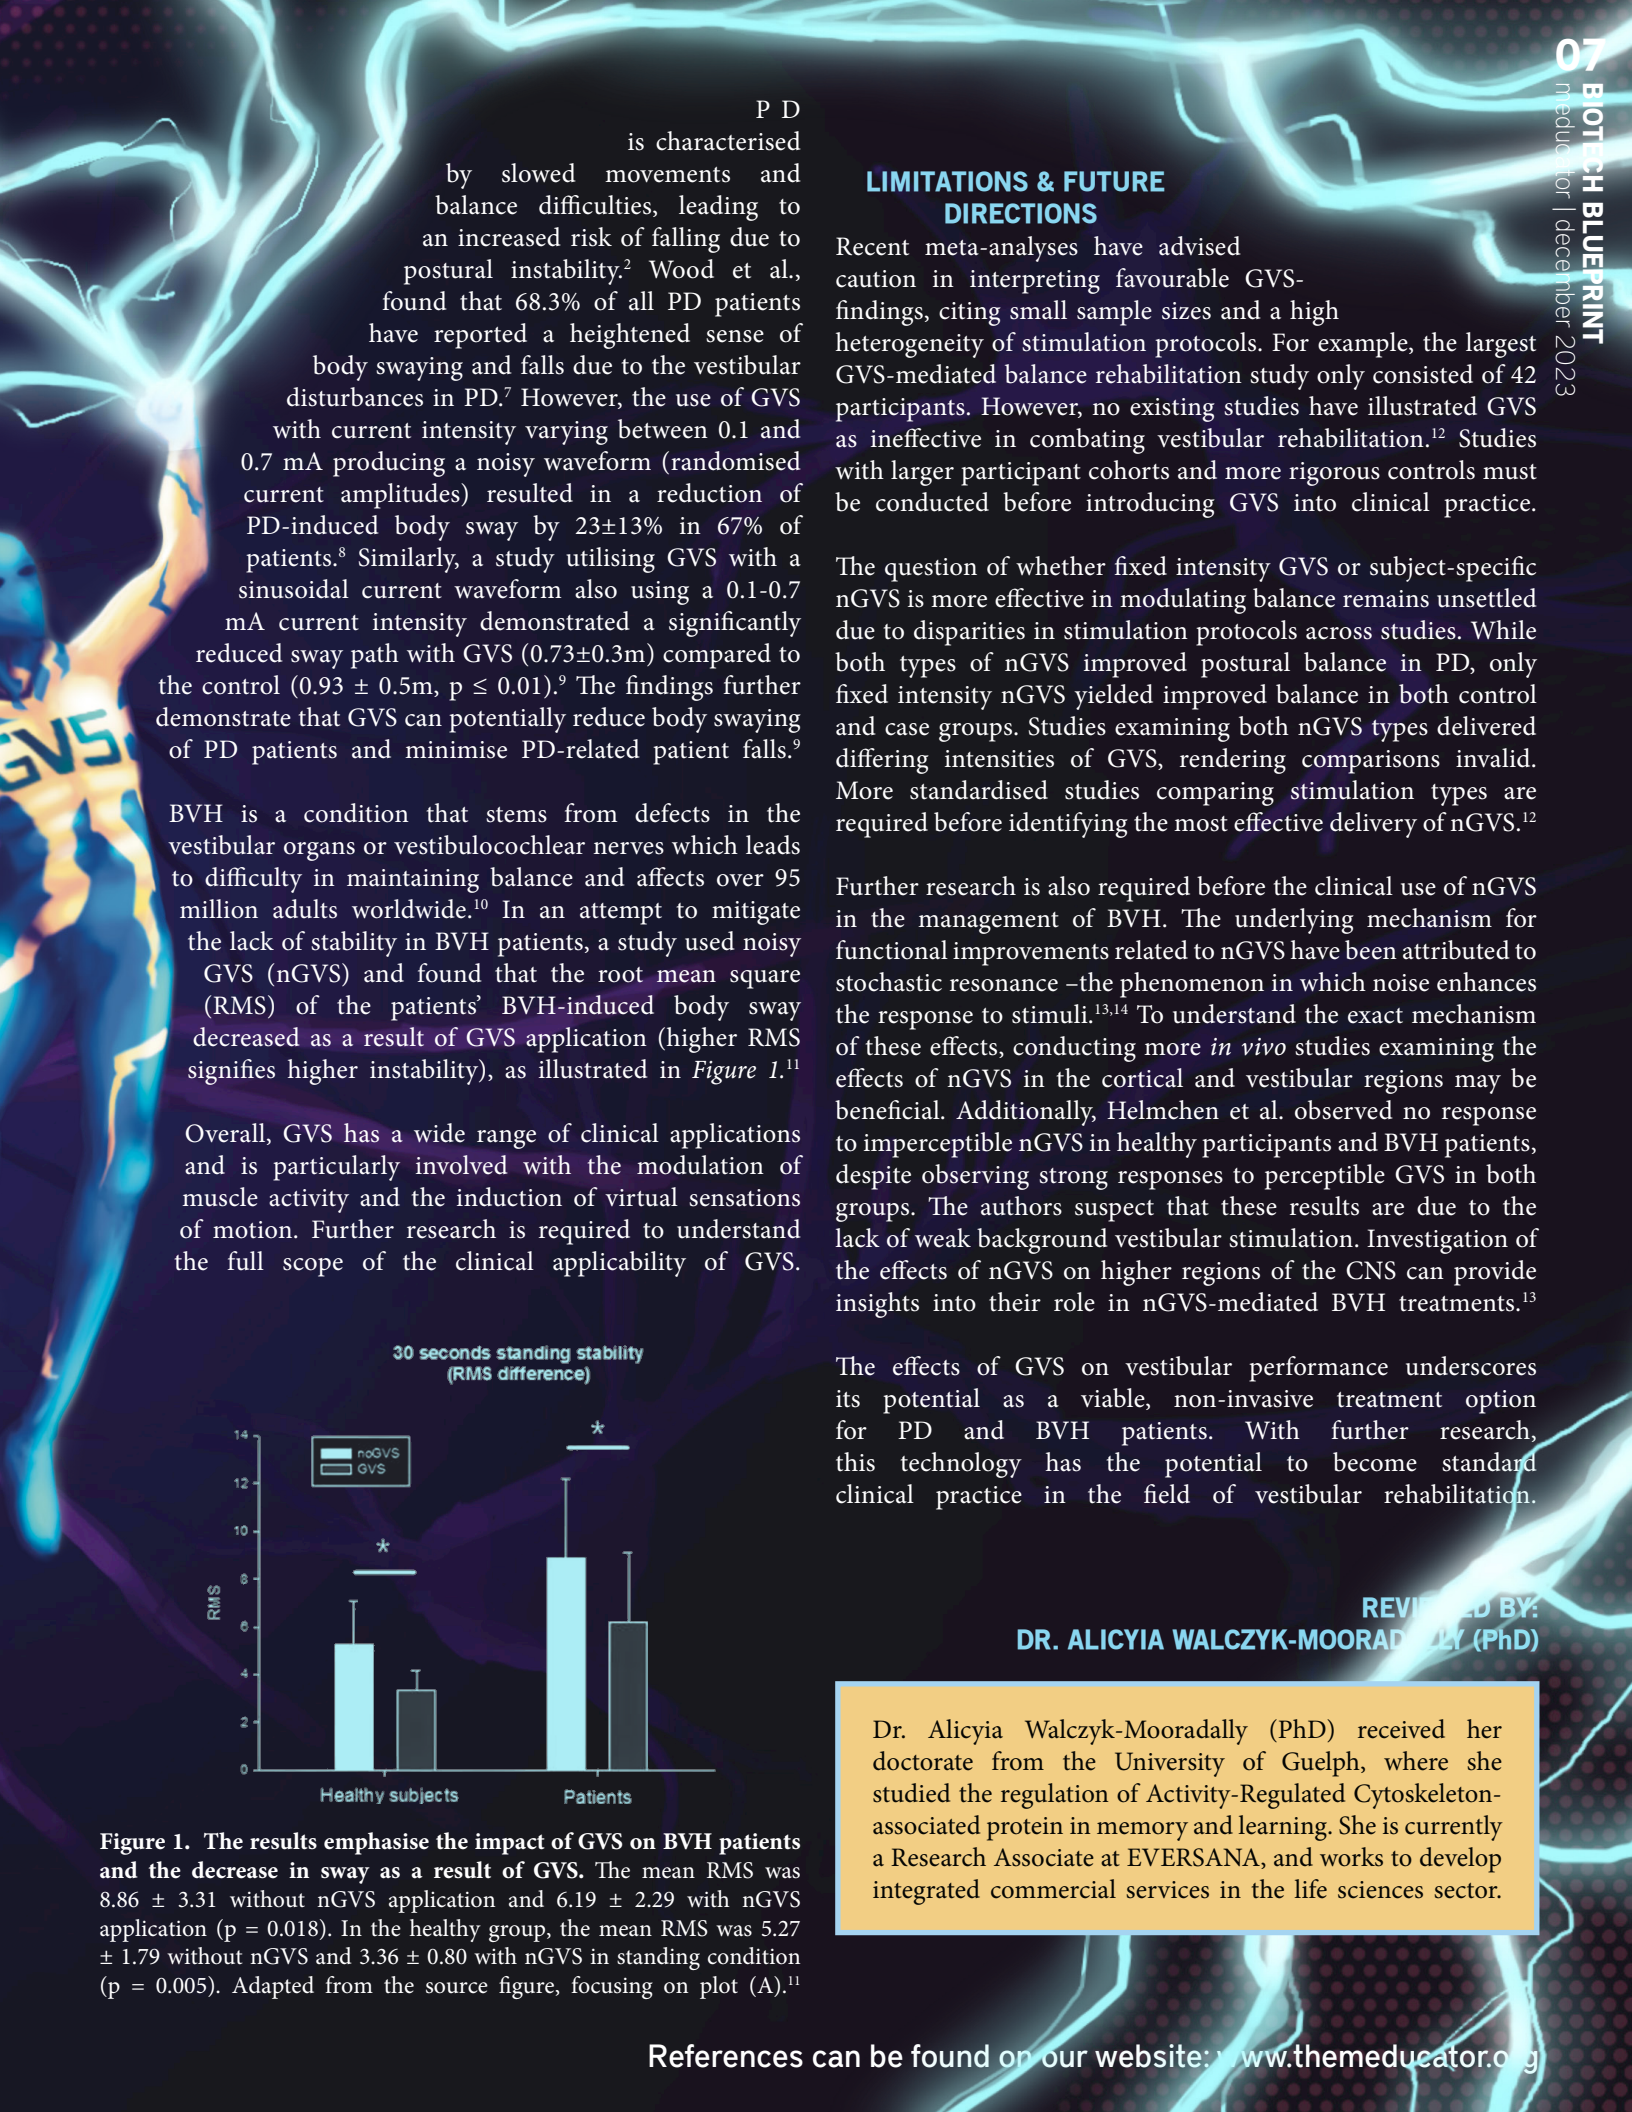 07 BIOTECH BLUEPRINT
meducator | december 2023
P D
is characterised
by slowed movements and
balance difficulties, leading to
an increased risk of falling due to
postural instability.² Wood et al.,
found that 68.3% of all PD patients
have reported a heightened sense of
body swaying and falls due to the vestibular
disturbances in PD.⁷ However, the use of GVS
with current intensity varying between 0.1 and
0.7 mA producing a noisy waveform (randomised
current amplitudes) resulted in a reduction of
PD-induced body sway by 23±13% in 67% of
patients.⁸ Similarly, a study utilising GVS with a
sinusoidal current waveform also using a 0.1-0.7
mA current intensity demonstrated a significantly
reduced sway path with GVS (0.73±0.3m) compared to
the control (0.93 ± 0.5m, p ≤ 0.01).⁹ The findings further
demonstrate that GVS can potentially reduce body swaying
of PD patients and minimise PD-related patient falls.⁹
GVS
BVH is a condition that stems from defects in the
vestibular organs or vestibulocochlear nerves which leads
to difficulty in maintaining balance and affects over 95
million adults worldwide.¹⁰ In an attempt to mitigate
the lack of stability in BVH patients, a study used noisy
GVS (nGVS) and found that the root mean square
(RMS) of the patients’ BVH-induced body sway
decreased as a result of GVS application (higher RMS
signifies higher instability), as illustrated in Figure 1.¹¹
Overall, GVS has a wide range of clinical applications
and is particularly involved with the modulation of
muscle activity and the induction of virtual sensations
of motion. Further research is required to understand
the full scope of the clinical applicability of GVS.
30 seconds standing stability
(RMS difference)
noGVS
GVS
*
*
14
12
10
8
6
4
2
0
RMS
Healthy subjects
Patients
Figure 1. The results emphasise the impact of GVS on BVH patients
and the decrease in sway as a result of GVS. The mean RMS was
8.86 ± 3.31 without nGVS application and 6.19 ± 2.29 with nGVS
application (p = 0.018). In the healthy group, the mean RMS was 5.27
± 1.79 without nGVS and 3.36 ± 0.80 with nGVS in standing condition
(p = 0.005). Adapted from the source figure, focusing on plot (A).¹¹
LIMITATIONS & FUTURE
DIRECTIONS
Recent meta-analyses have advised
caution in interpreting favourable GVS-
findings, citing small sample sizes and a high
heterogeneity of stimulation protocols. For example, the largest
GVS-mediated balance rehabilitation study only consisted of 42
participants. However, no existing studies have illustrated GVS
as ineffective in combating vestibular rehabilitation.¹² Studies
with larger participant cohorts and more rigorous controls must
be conducted before introducing GVS into clinical practice.
The question of whether fixed intensity GVS or subject-specific
nGVS is more effective in modulating balance remains unsettled
due to disparities in stimulation protocols across studies. While
both types of nGVS improved postural balance in PD, only
fixed intensity nGVS yielded improved balance in both control
and case groups. Studies examining both nGVS types delivered
differing intensities of GVS, rendering comparisons invalid.
More standardised studies comparing stimulation types are
required before identifying the most effective delivery of nGVS.¹²
Further research is also required before the clinical use of nGVS
in the management of BVH. The underlying mechanism for
functional improvements related to nGVS have been attributed to
stochastic resonance –the phenomenon in which noise enhances
the response to stimuli.¹³,¹⁴ To understand the exact mechanism
of these effects, conducting more in vivo studies examining the
effects of nGVS in the cortical and vestibular regions may be
beneficial. Additionally, Helmchen et al. observed no response
to imperceptible nGVS in healthy participants and BVH patients,
despite observing strong responses to perceptible GVS in both
groups. The authors suspect that these results are due to the
lack of weak background vestibular stimulation. Investigation of
the effects of nGVS on higher regions of the CNS can provide
insights into their role in nGVS-mediated BVH treatments.¹³
The effects of GVS on vestibular performance underscores
its potential as a viable, non-invasive treatment option
for PD and BVH patients. With further research,
this technology has the potential to become standard
clinical practice in the field of vestibular rehabilitation.
REVIEWED BY:
DR. ALICYIA WALCZYK-MOORADALLY (PhD)
Dr. Alicyia Walczyk-Mooradally (PhD) received her
doctorate from the University of Guelph, where she
studied the regulation of Activity-Regulated Cytoskeleton-
associated protein in memory and learning. She is currently
a Research Associate at EVERSANA, and works to develop
integrated commercial services in the life sciences sector.
References can be found on our website: www.themeducator.org